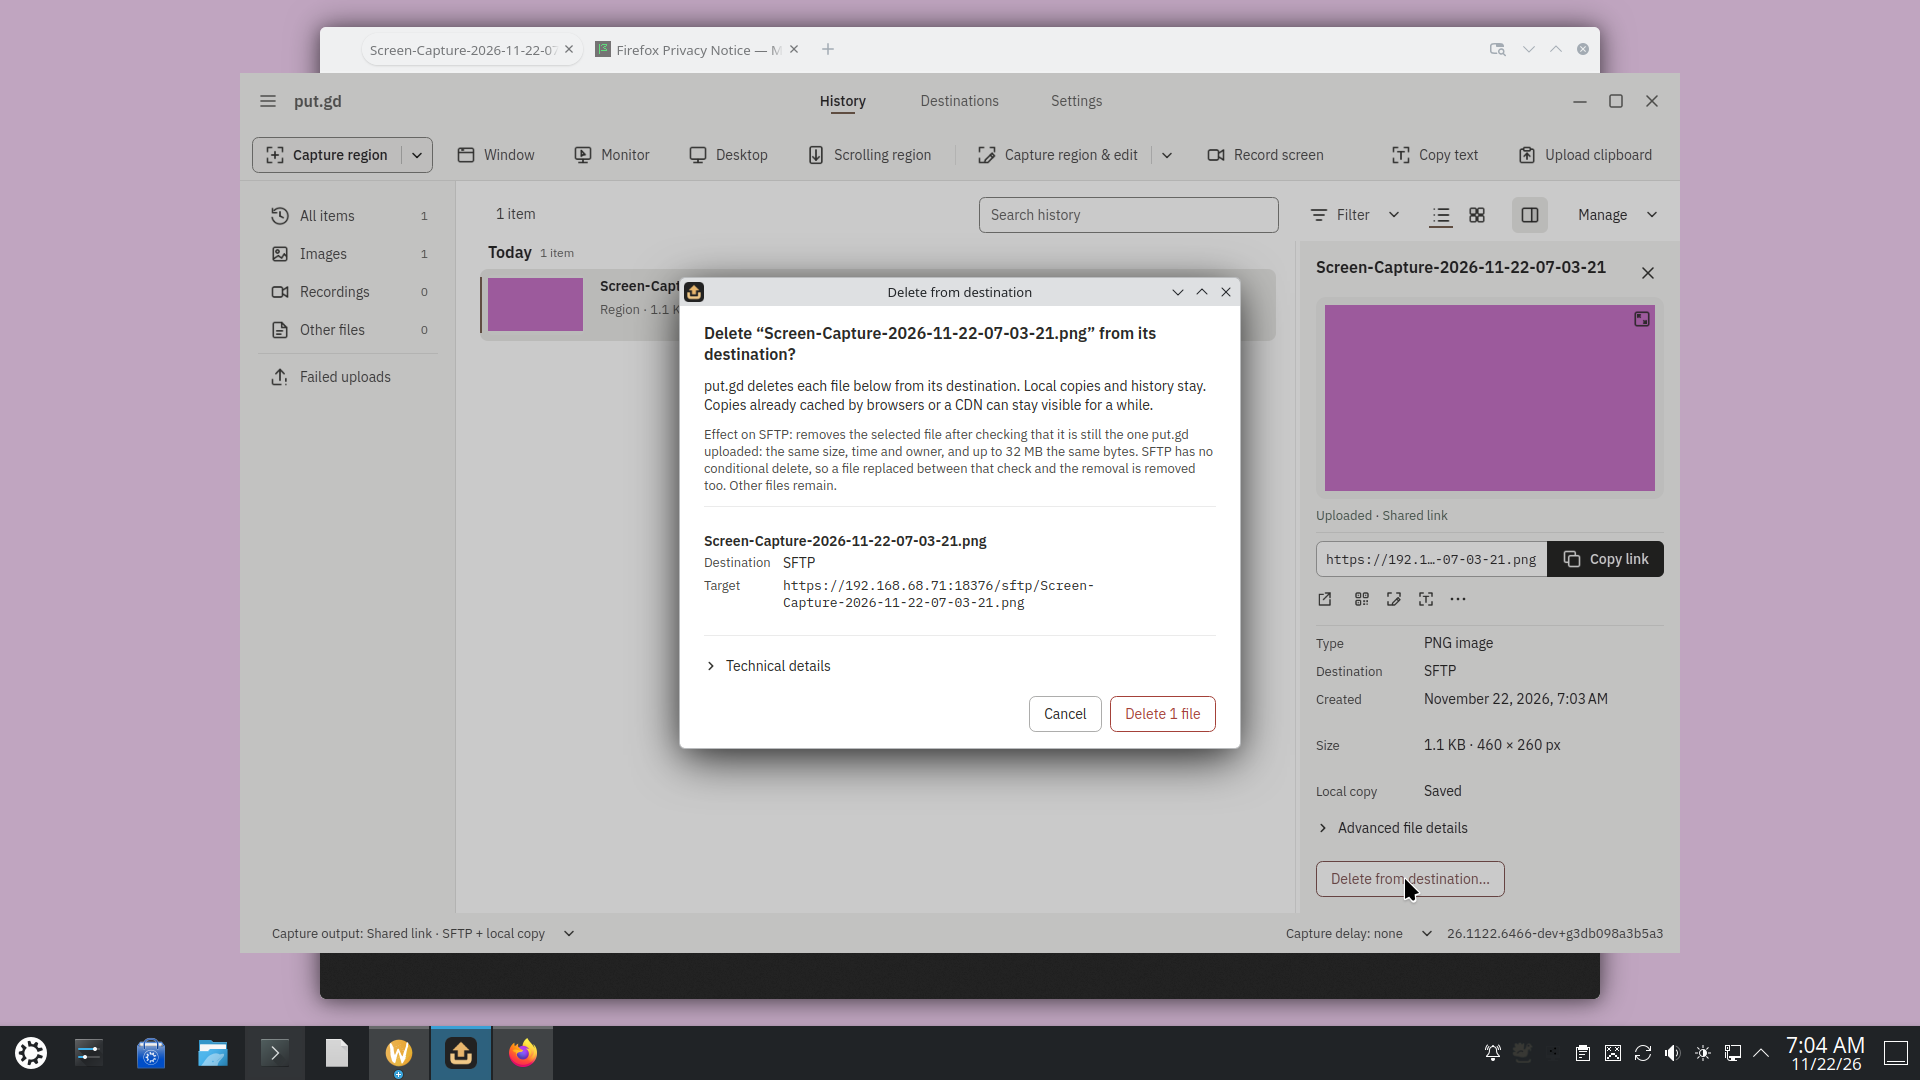 Screen-Capture-2026-11-22-07
Firefox Privacy Notice — M
put.gd
History
Destinations
Settings
Capture region
Window
Monitor
Desktop
Scrolling region
Capture region & edit
Record screen
Copy text
Upload clipboard
All items 1
Images 1
Recordings 0
Other files 0
Failed uploads
1 item
Search history
Filter
Manage
Today 1 item
Screen-Capt
Region · 1.1 K
Delete from destination
Delete “Screen-Capture-2026-11-22-07-03-21.png” from its
destination?
put.gd deletes each file below from its destination. Local copies and history stay.
Copies already cached by browsers or a CDN can stay visible for a while.
Effect on SFTP: removes the selected file after checking that it is still the one put.gd
uploaded: the same size, time and owner, and up to 32 MB the same bytes. SFTP has no
conditional delete, so a file replaced between that check and the removal is removed
too. Other files remain.
Screen-Capture-2026-11-22-07-03-21.png
Destination SFTP
Target https://192.168.68.71:18376/sftp/Screen-
Capture-2026-11-22-07-03-21.png
Technical details
Cancel
Delete 1 file
Screen-Capture-2026-11-22-07-03-21
Uploaded · Shared link
https://192.1…-07-03-21.png
Copy link
Type PNG image
Destination SFTP
Created November 22, 2026, 7:03 AM
Size 1.1 KB · 460 × 260 px
Local copy Saved
Advanced file details
Delete from destination…
Capture output: Shared link · SFTP + local copy
Capture delay: none
26.1122.6466-dev+g3db098a3b5a3
7:04 AM
11/22/26